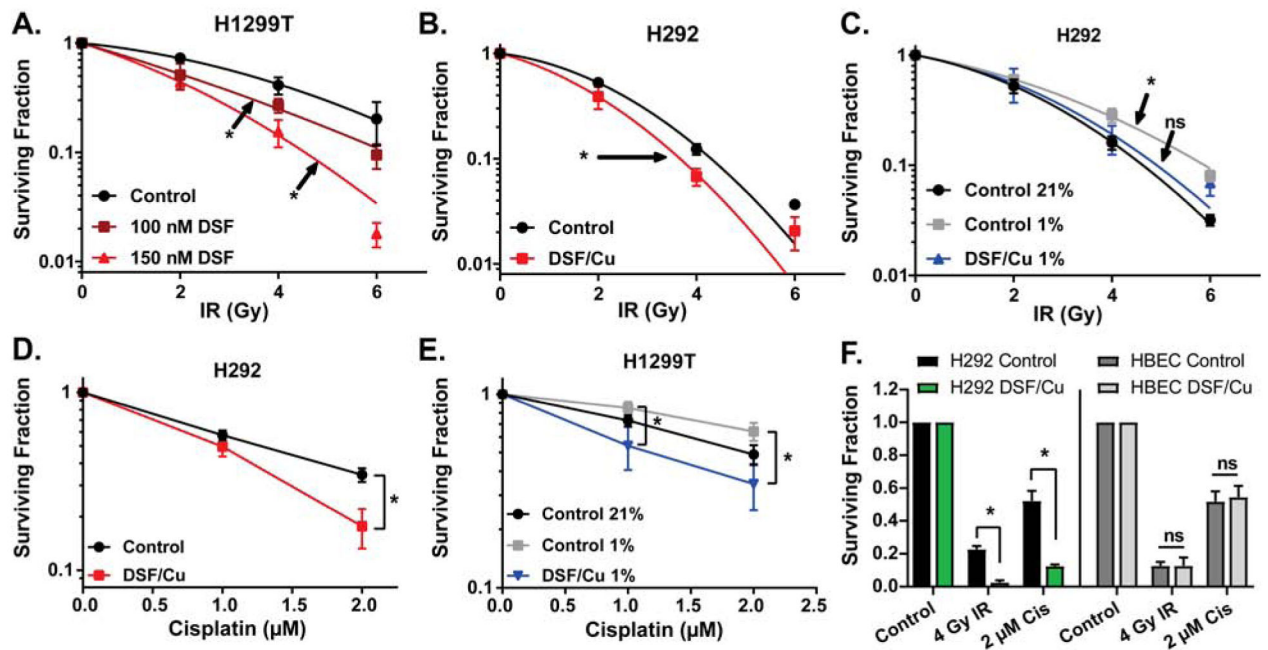 A.
H1299T
Surviving Fraction
1
0.1
0.01
*
*
Control
100 nM DSF
150 nM DSF
0 2 4 6
IR (Gy)
B.
H292
Surviving Fraction
1
0.1
0.01
*
Control
DSF/Cu
0 2 4 6
IR (Gy)
C.
H292
Surviving Fraction
1
0.1
0.01
*
ns
Control 21%
Control 1%
DSF/Cu 1%
0 2 4 6
IR (Gy)
D.
H292
Surviving Fraction
1
0.1
*
Control
DSF/Cu
0.0 0.5 1.0 1.5 2.0
Cisplatin (µM)
E.
H1299T
Surviving Fraction
1
0.1
*
*
Control 21%
Control 1%
DSF/Cu 1%
0.0 0.5 1.0 1.5 2.0 2.5
Cisplatin (µM)
F.
H292 Control HBEC Control
H292 DSF/Cu HBEC DSF/Cu
Surviving Fraction
1.2
1.0
0.8
0.6
0.4
0.2
0.0
*
*
ns
ns
Control
4 Gy IR
2 µM Cis
Control
4 Gy IR
2 µM Cis